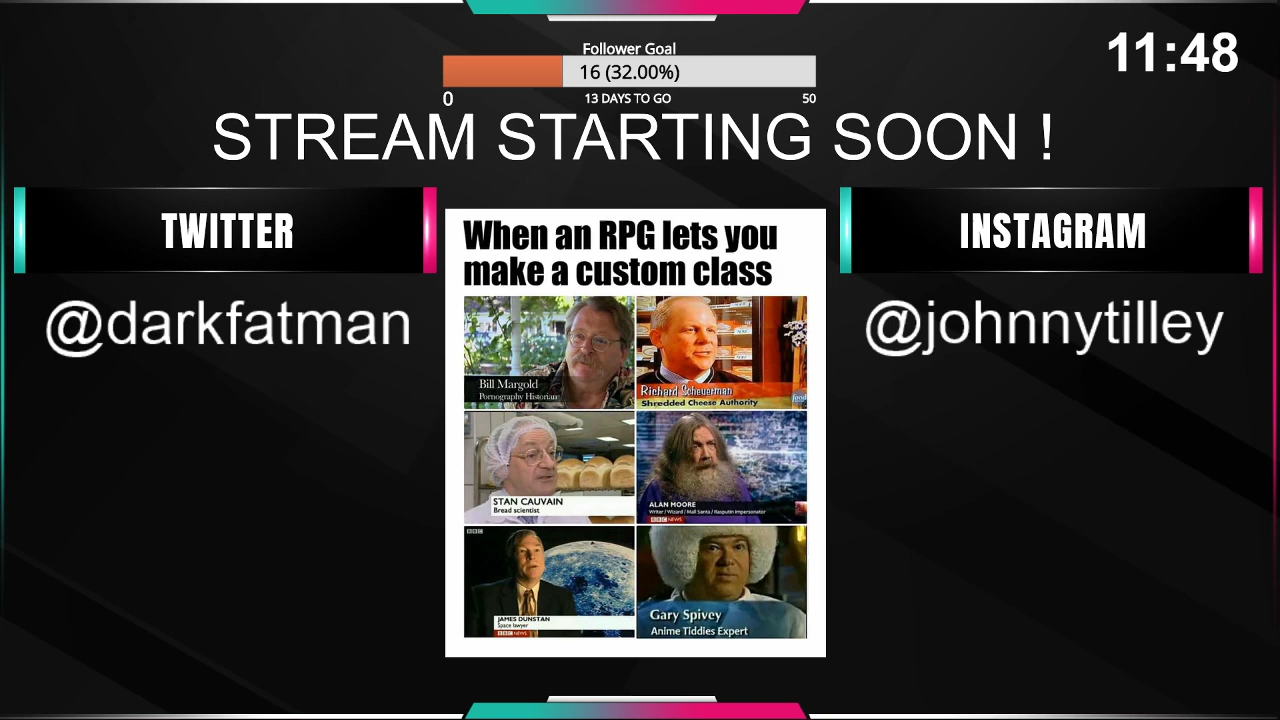 Follower Goal
11:48
16 (32.00%)
0
13 DAYS TO GO
50
STREAM STARTING SOON !
TWITTER
@darkfatman
INSTAGRAM
@johnnytilley
When an RPG lets you
make a custom class
Bill Margold
Pornography Historian
Richard Scheuerman
Shredded Cheese Authority
food
STAN CAUVAIN
Bread scientist
ALAN MOORE
Writer / Wizard / Mall Santa / Rasputin impersonator
BBC NEWS
BBC
JAMES DUNSTAN
Space lawyer
BBC NEWS
Gary Spivey
Anime Tiddies Expert